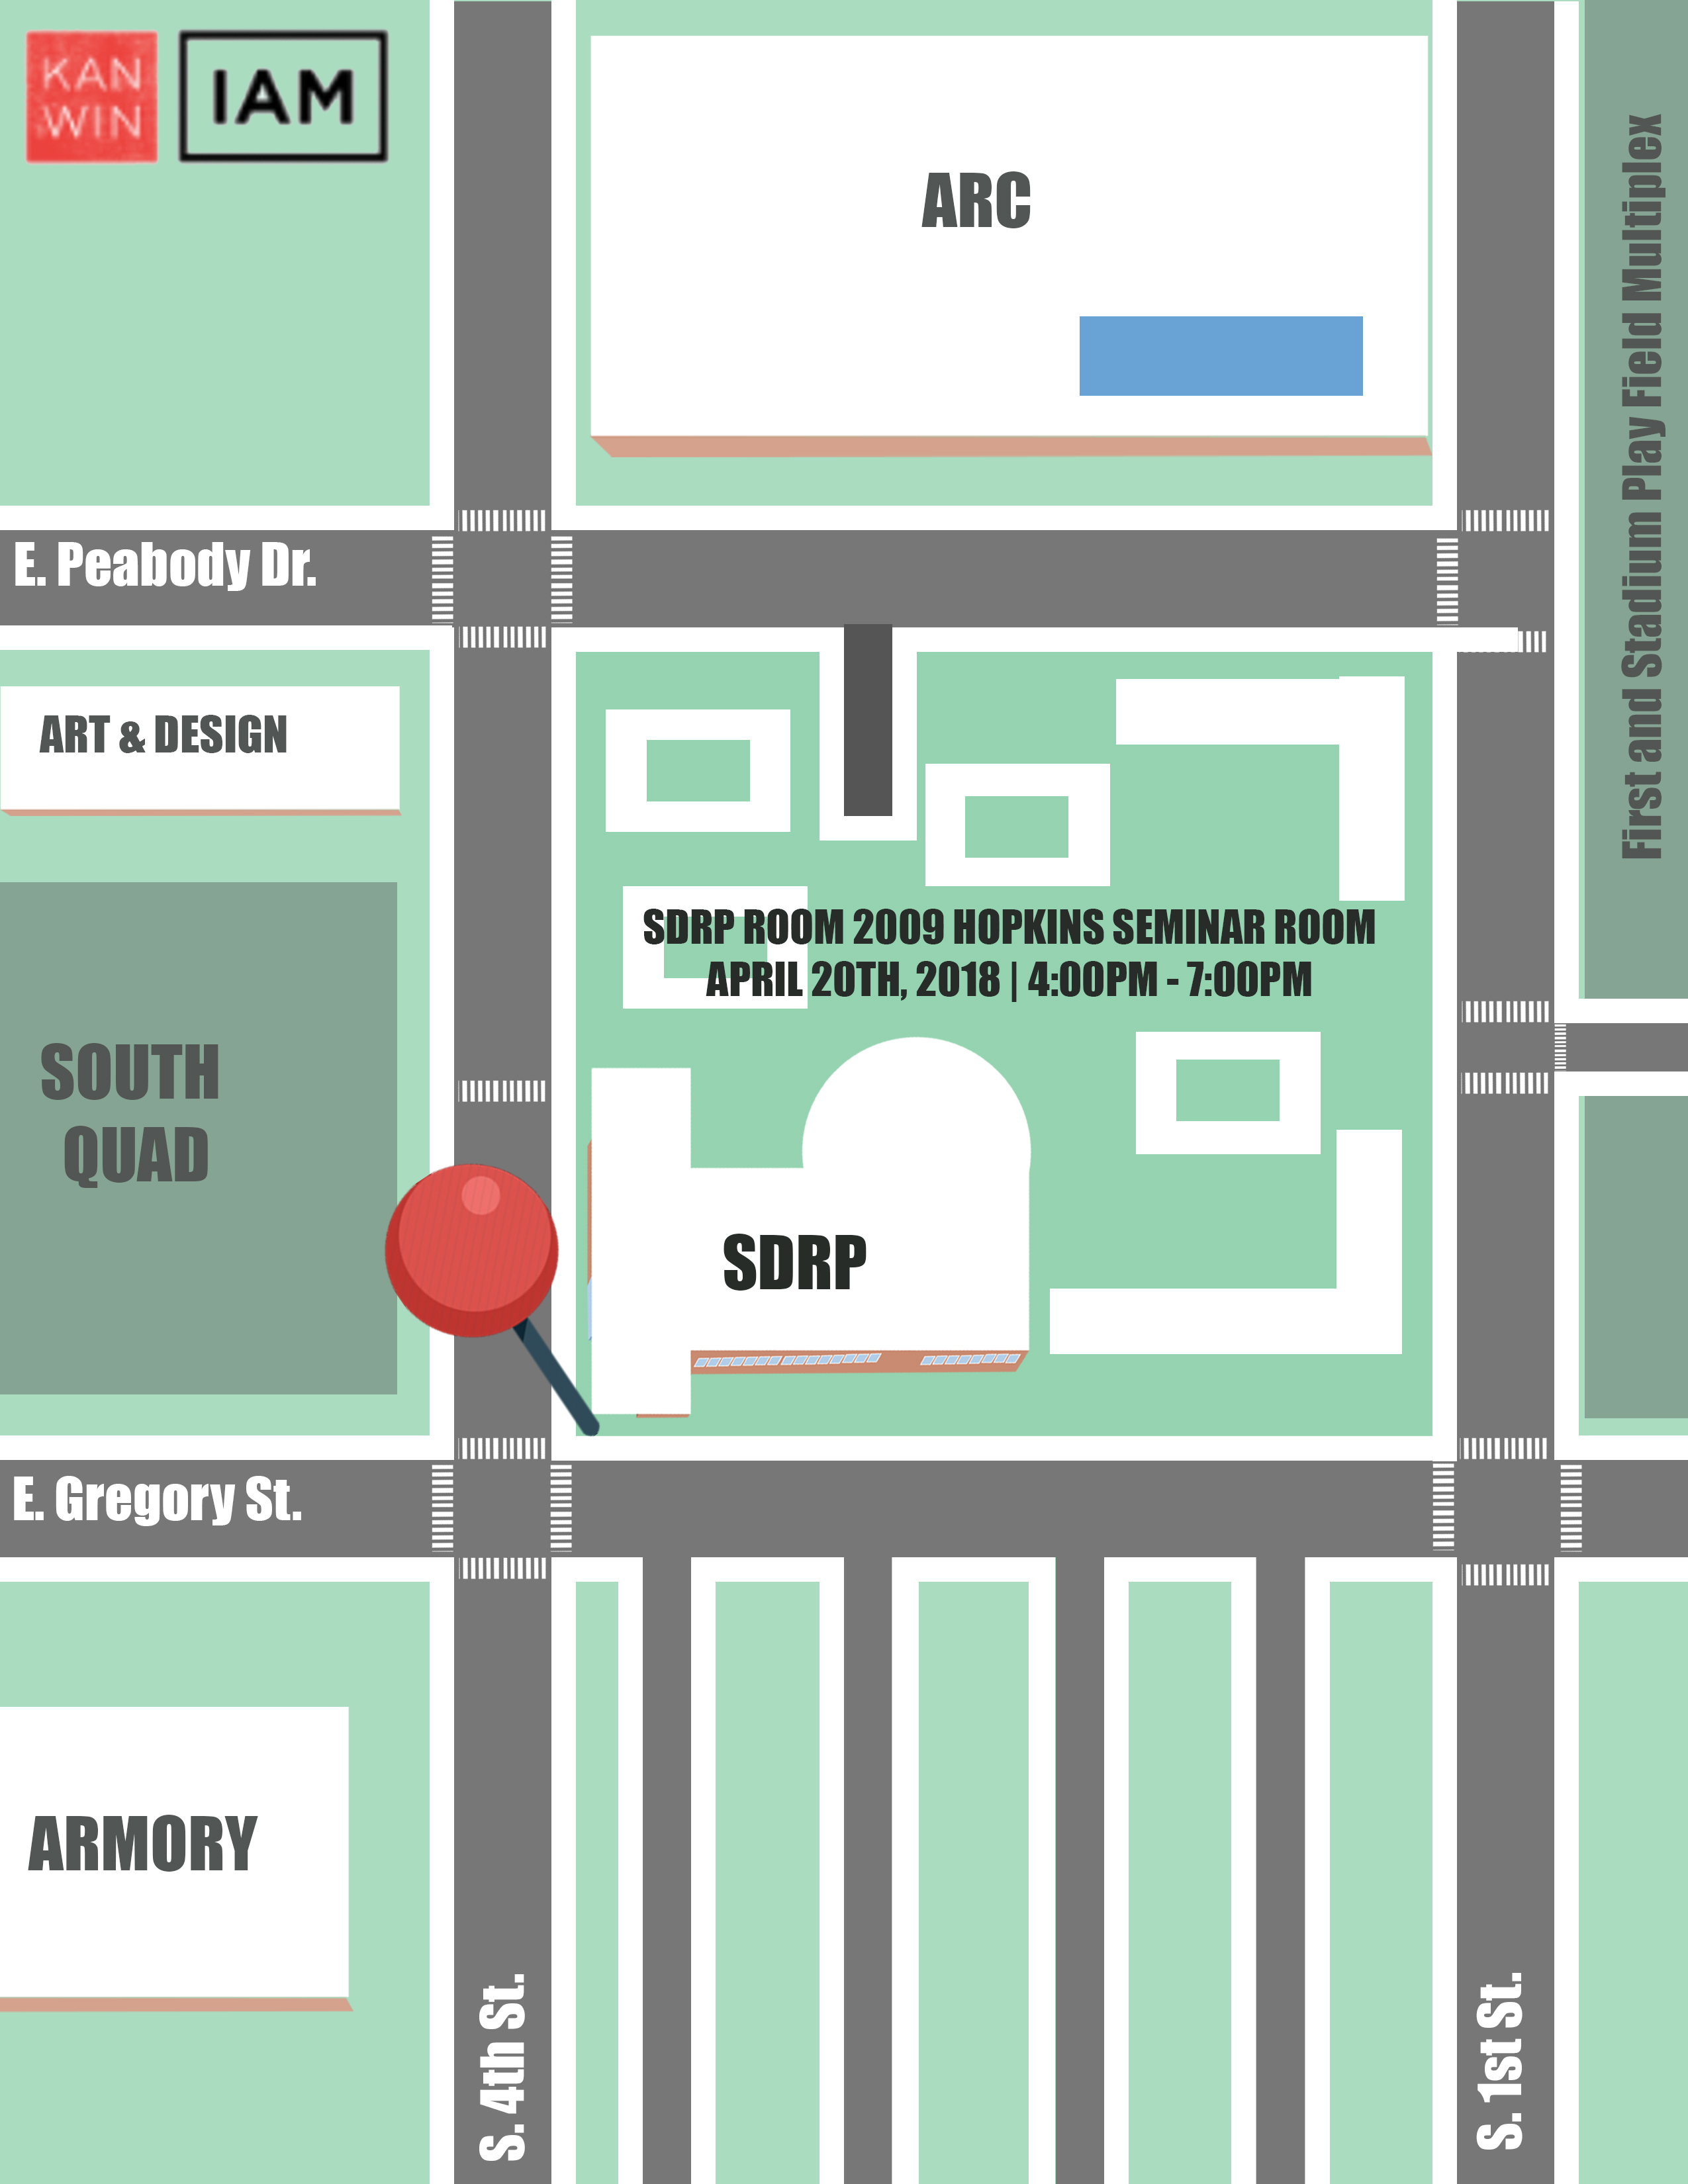 KAN
WIN
IAM
ARC
First and Stadium Play Field Multiplex
E. Peabody Dr.
ART & DESIGN
SDRP ROOM 2009 HOPKINS SEMINAR ROOM
APRIL 20TH, 2018 | 4:00PM - 7:00PM
SOUTH
QUAD
SDRP
E. Gregory St.
ARMORY
S. 4th St.
S. 1st St.